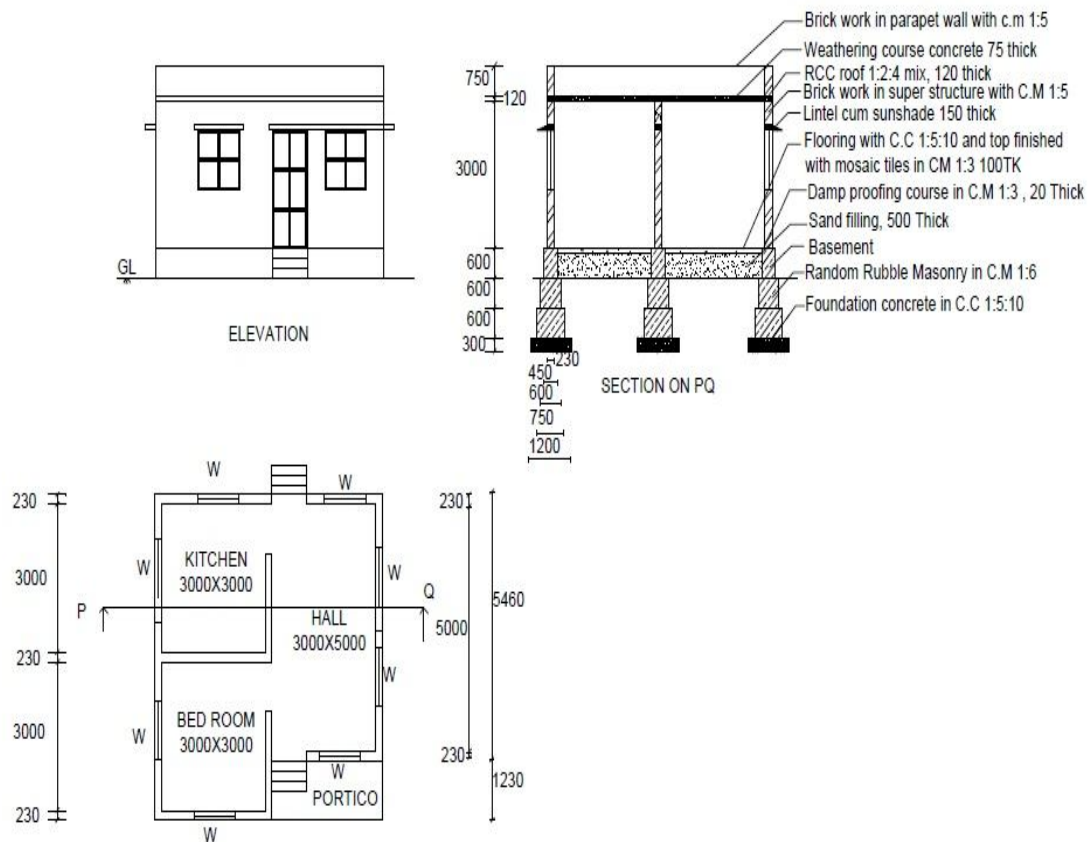 Brick work in parapet wall with c.m 1:5
Weathering course concrete 75 thick
RCC roof 1:2:4 mix, 120 thick
Brick work in super structure with C.M 1:5
Lintel cum sunshade 150 thick
Flooring with C.C 1:5:10 and top finished
with mosaic tiles in CM 1:3 100TK
Damp proofing course in C.M 1:3 , 20 Thick
Sand filling, 500 Thick
Basement
Random Rubble Masonry in C.M 1:6
Foundation concrete in C.C 1:5:10
750
120
3000
600
600
600
300
230
450
600
750
1200
GL
ELEVATION
SECTION ON PQ
W
W
230
230
KITCHEN
3000X3000
W
W
3000
P
Q
HALL
3000X5000
5000
5460
230
W
BED ROOM
3000X3000
W
3000
230
W
PORTICO
1230
230
W